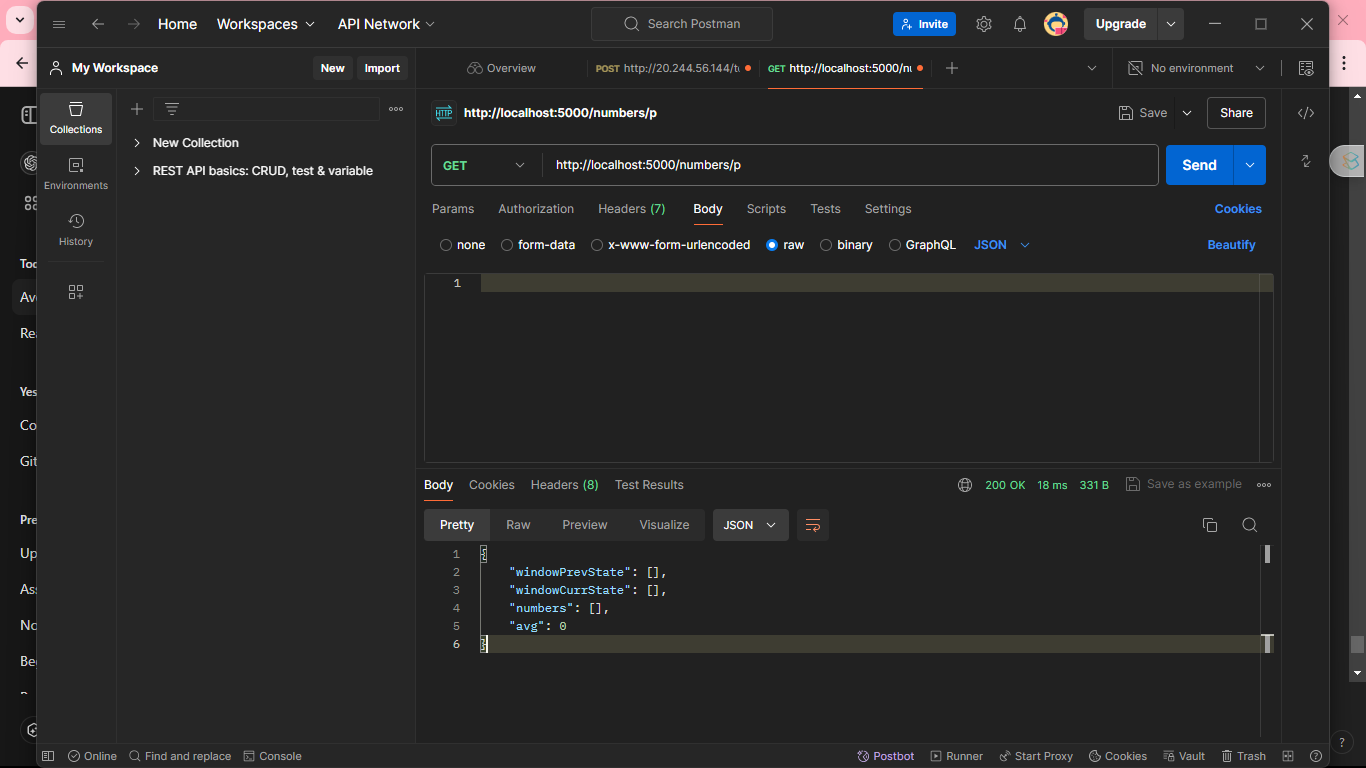 Home Workspaces API Network Search Postman Invite Upgrade
My Workspace New Import Overview POST http://20.244.56.144/t GET http://localhost:5000/nu No environment
Collections
Environments
History
New Collection
REST API basics: CRUD, test & variable
HTTP http://localhost:5000/numbers/p Save Share
GET http://localhost:5000/numbers/p Send
Params Authorization Headers (7) Body Scripts Tests Settings Cookies
none form-data x-www-form-urlencoded raw binary GraphQL JSON Beautify
1
Body Cookies Headers (8) Test Results 200 OK 18 ms 331 B Save as example
Pretty Raw Preview Visualize JSON
1 {
2 "windowPrevState": [],
3 "windowCurrState": [],
4 "numbers": [],
5 "avg": 0
6 }
Online Find and replace Console Postbot Runner Start Proxy Cookies Vault Trash
Tod
Ave
Rea
Yes
Co
Git
Pre
Up
Ass
No
Beg